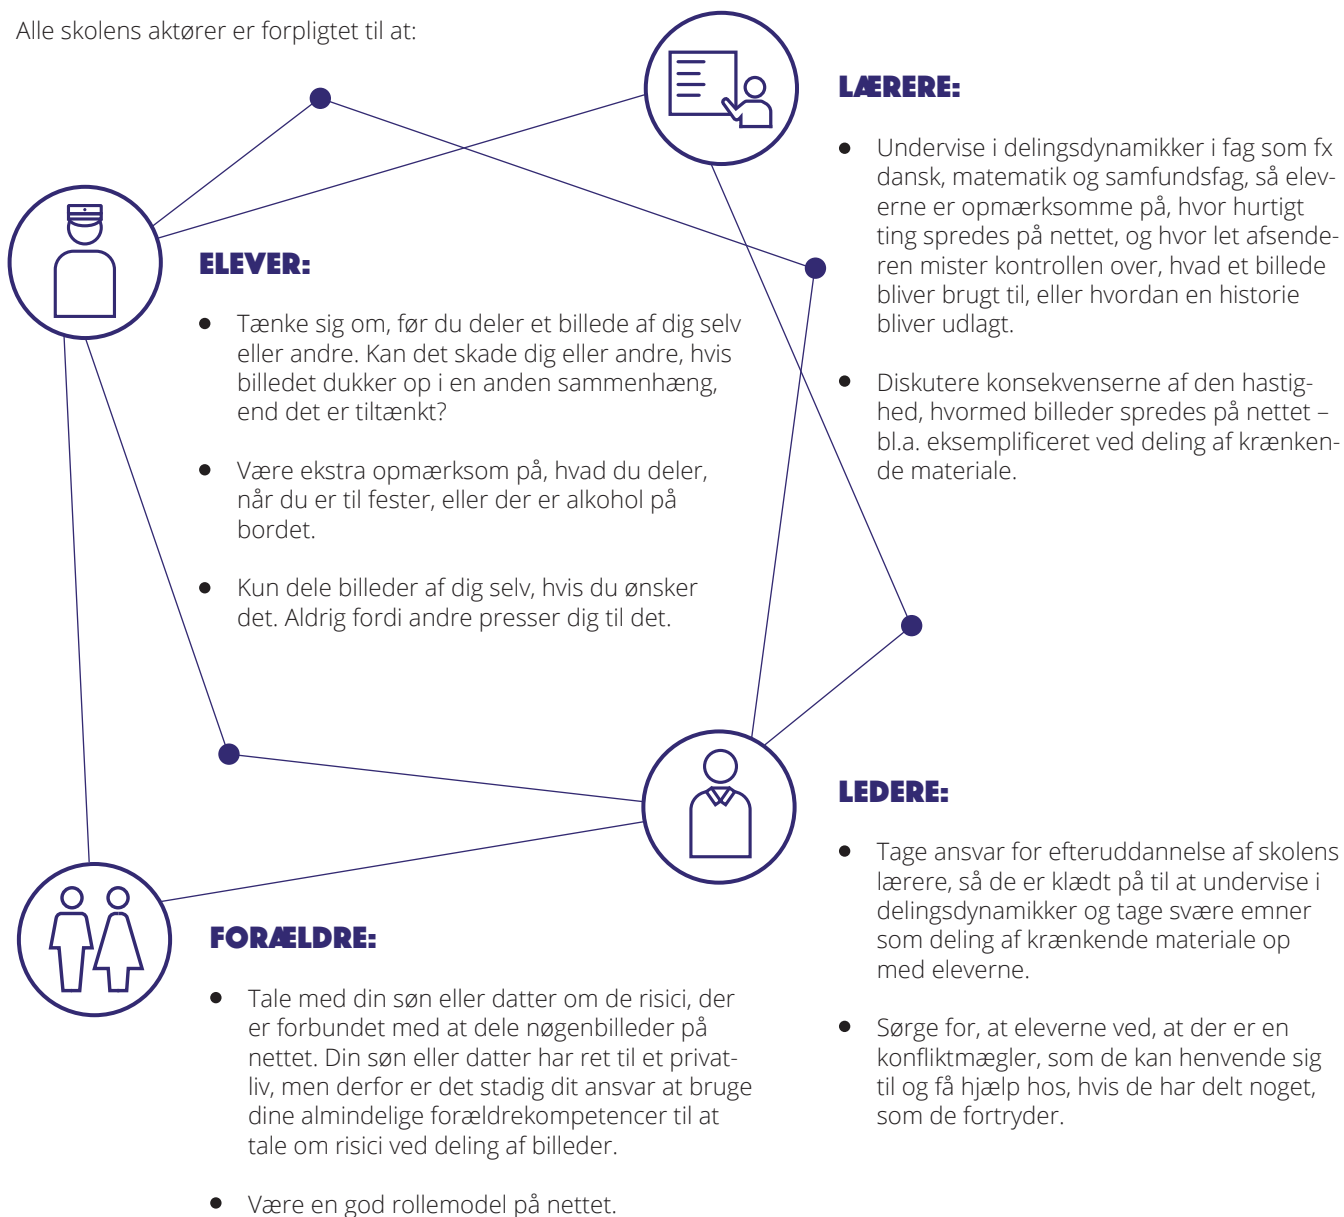 Alle skolens aktører er forpligtet til at:
LÆRERE:
Undervise i delingsdynamikker i fag som fx
dansk, matematik og samfundsfag, så elev-
erne er opmærksomme på, hvor hurtigt
ting spredes på nettet, og hvor let afsende-
ren mister kontrollen over, hvad et billede
bliver brugt til, eller hvordan en historie
bliver udlagt.
Diskutere konsekvenserne af den hastig-
hed, hvormed billeder spredes på nettet –
bl.a. eksemplificeret ved deling af krænken-
de materiale.
ELEVER:
Tænke sig om, før du deler et billede af dig selv
eller andre. Kan det skade dig eller andre, hvis
billedet dukker op i en anden sammenhæng,
end det er tiltænkt?
Være ekstra opmærksom på, hvad du deler,
når du er til fester, eller der er alkohol på
bordet.
Kun dele billeder af dig selv, hvis du ønsker
det. Aldrig fordi andre presser dig til det.
LEDERE:
Tage ansvar for efteruddannelse af skolens
lærere, så de er klædt på til at undervise i
delingsdynamikker og tage svære emner
som deling af krænkende materiale op
med eleverne.
Sørge for, at eleverne ved, at der er en
konfliktmægler, som de kan henvende sig
til og få hjælp hos, hvis de har delt noget,
som de fortryder.
FORÆLDRE:
Tale med din søn eller datter om de risici, der
er forbundet med at dele nøgenbilleder på
nettet. Din søn eller datter har ret til et privat-
liv, men derfor er det stadig dit ansvar at bruge
dine almindelige forældrekompetencer til at
tale om risici ved deling af billeder.
Være en god rollemodel på nettet.